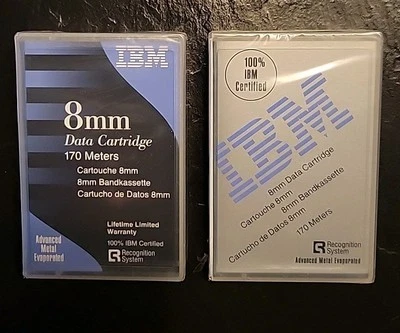 IBM
8mm
Data Cartridge
170 Meters
Cartouche 8mm
8mm Bandkassette
Cartucho de Datos 8mm
Lifetime Limited
Warranty
100% IBM Certified
Recognition
System
Advanced
Metal
Evaporated
100%
IBM
Certified
IBM
8mm Data Cartridge
Cartouche 8mm
8mm Bandkassette
Cartucho de Datos 8mm
170 Meters
Recognition
System
Advanced Metal Evaporated